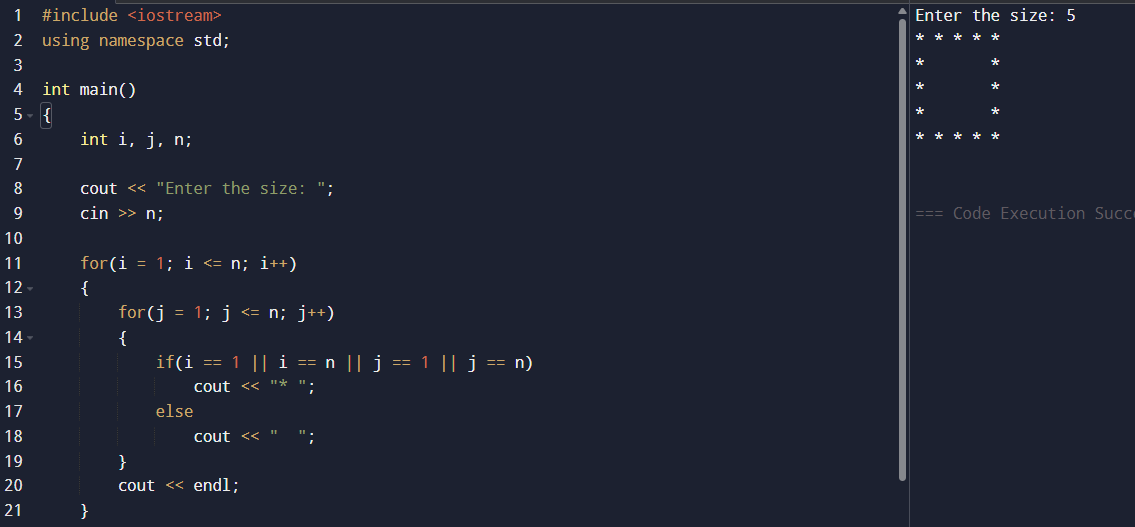 1 #include <iostream>
2 using namespace std;
3
4 int main()
5 {
6     int i, j, n;
7
8     cout << "Enter the size: ";
9     cin >> n;
10
11     for(i = 1; i <= n; i++)
12     {
13         for(j = 1; j <= n; j++)
14         {
15             if(i == 1 || i == n || j == 1 || j == n)
16                 cout << "* ";
17             else
18                 cout << "  ";
19         }
20         cout << endl;
21     }
Enter the size: 5
* * * * *
*       *
*       *
*       *
* * * * *
=== Code Execution Succ